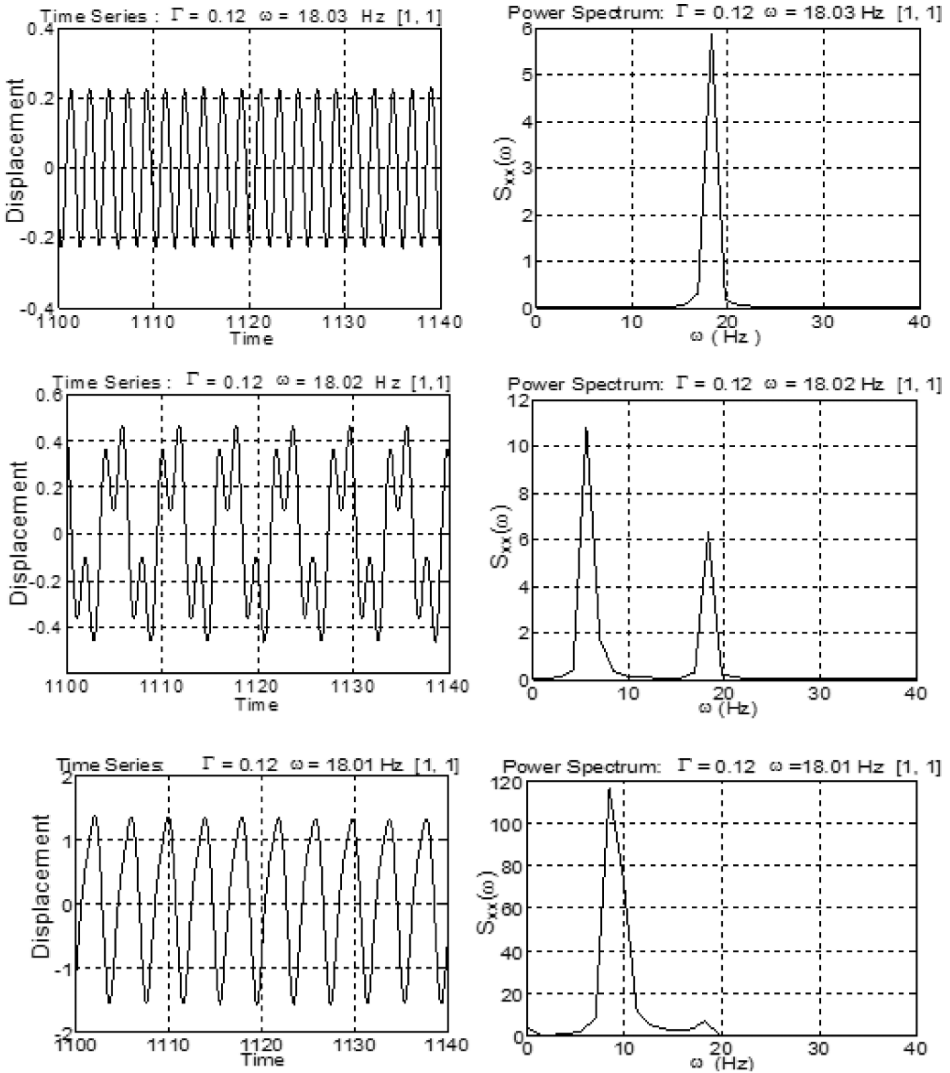 Time Series : Γ = 0.12 ω = 18.03 Hz [1, 1]
0.4
0.2
0
-0.2
-0.4
Displacement
1100 1110 1120 1130 1140
Time
Power Spectrum: Γ = 0.12 ω = 18.03 Hz [1, 1]
6
5
4
3
2
1
0
Sxx(ω)
0 10 20 30 40
ω (Hz)
Time Series : Γ = 0.12 ω = 18.02 Hz [1,1]
0.6
0.4
0.2
0
-0.2
-0.4
Displacement
1100 1110 1120 1130 1140
Time
Power Spectrum: Γ = 0.12 ω = 18.02 Hz [1, 1]
12
10
8
6
4
2
0
Sxx(ω)
0 10 20 30 40
ω (Hz)
Time Series: Γ = 0.12 ω = 18.01 Hz [1, 1]
2
1
0
-1
-2
Displacement
1100 1110 1120 1130 1140
Time
Power Spectrum: Γ = 0.12 ω =18.01 Hz [1, 1]
120
100
80
60
40
20
0
Sxx(ω)
0 10 20 30 40
ω (Hz)